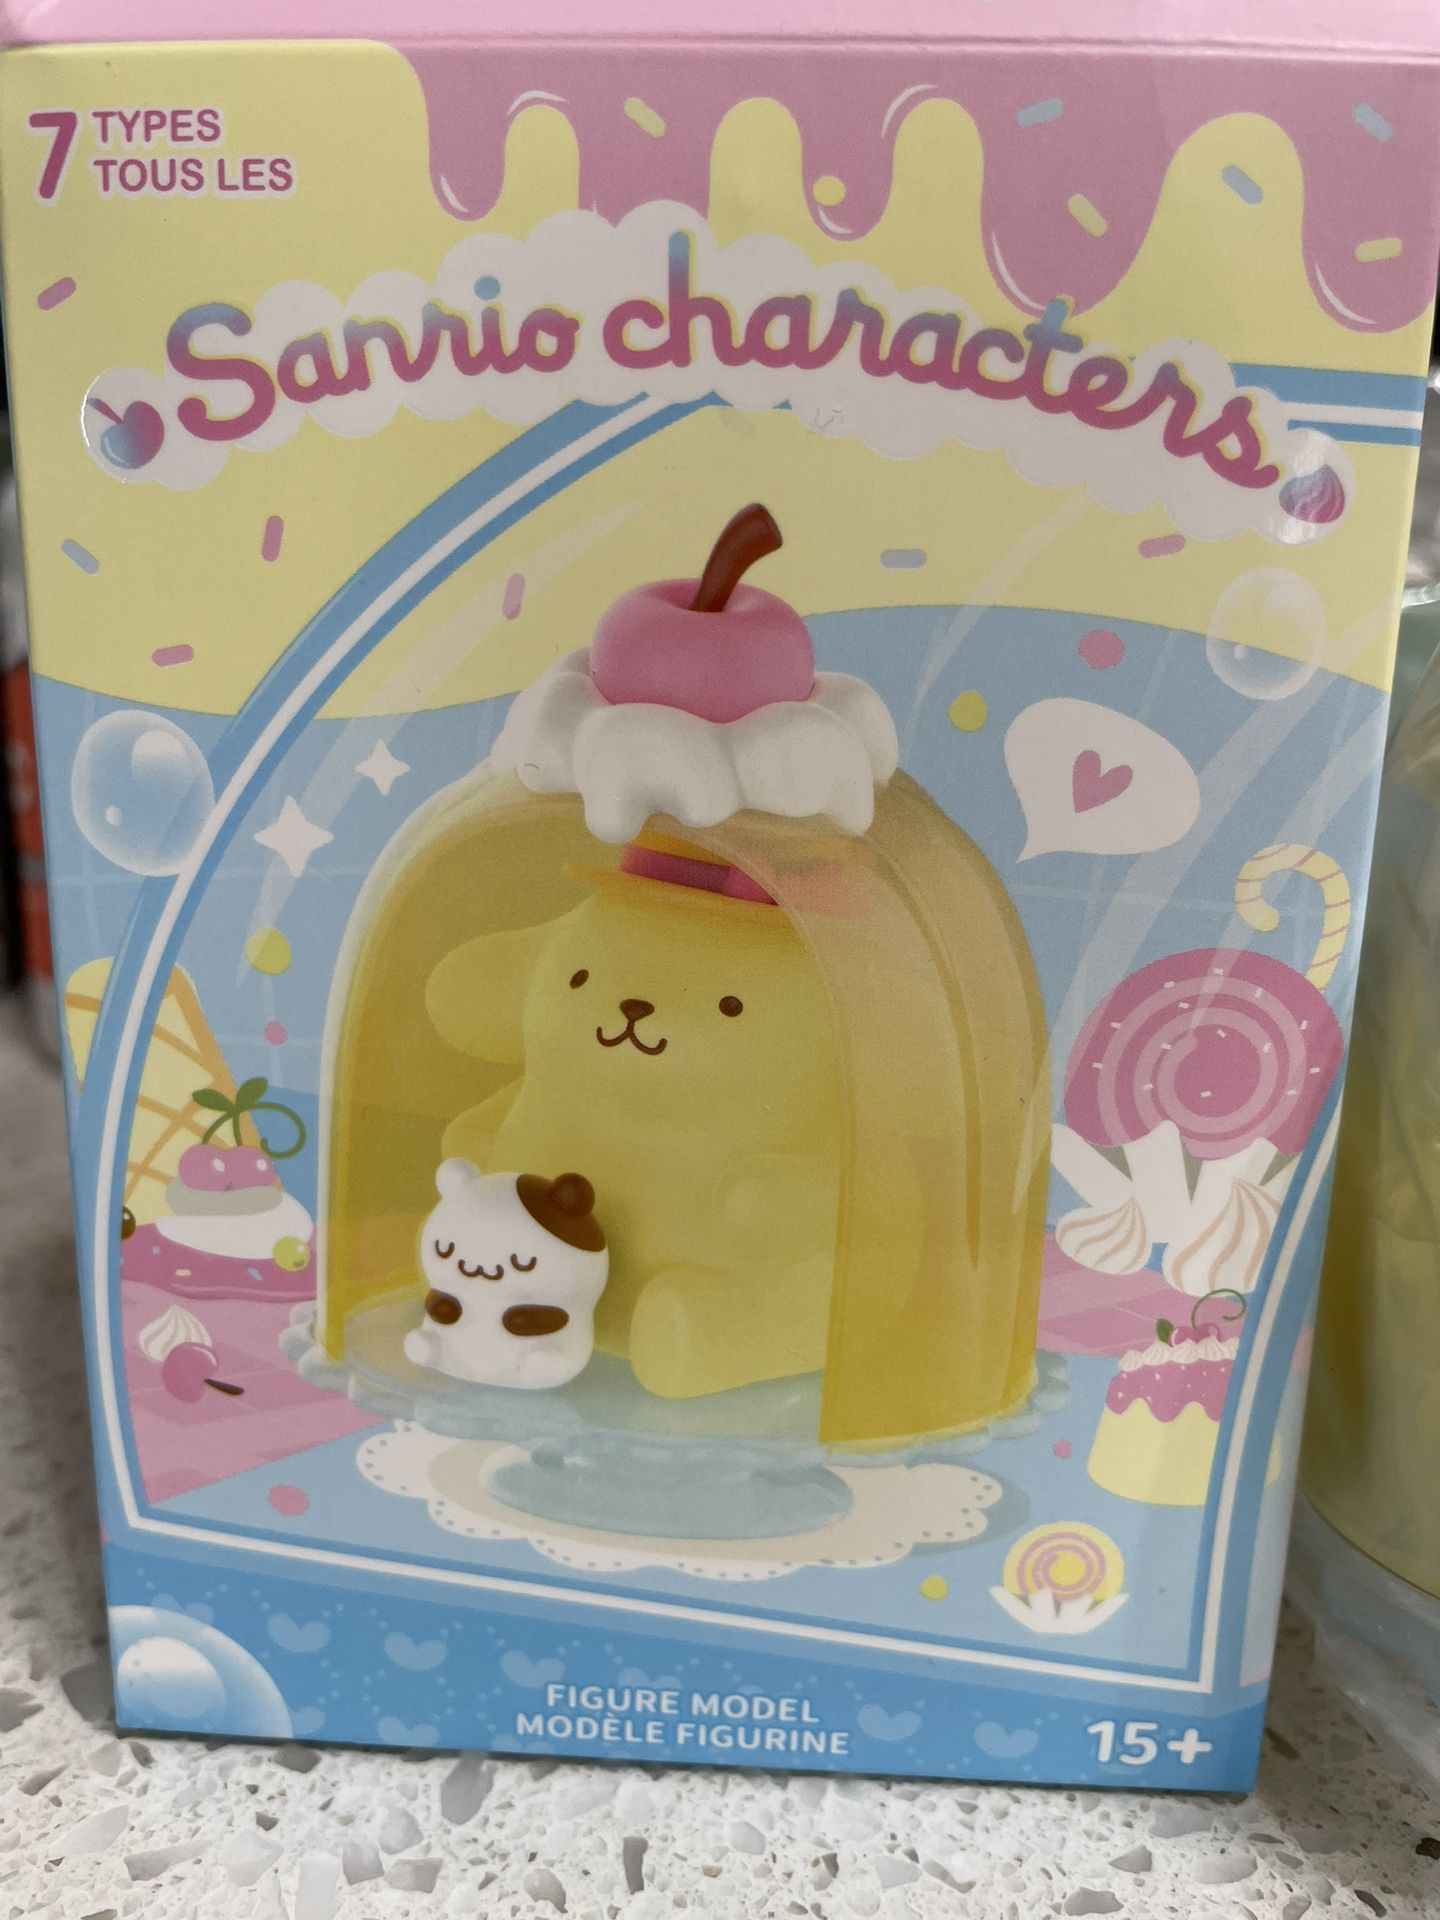 7 TYPES
TOUS LES
Sanrio characters
FIGURE MODEL
MODÈLE FIGURINE
15+